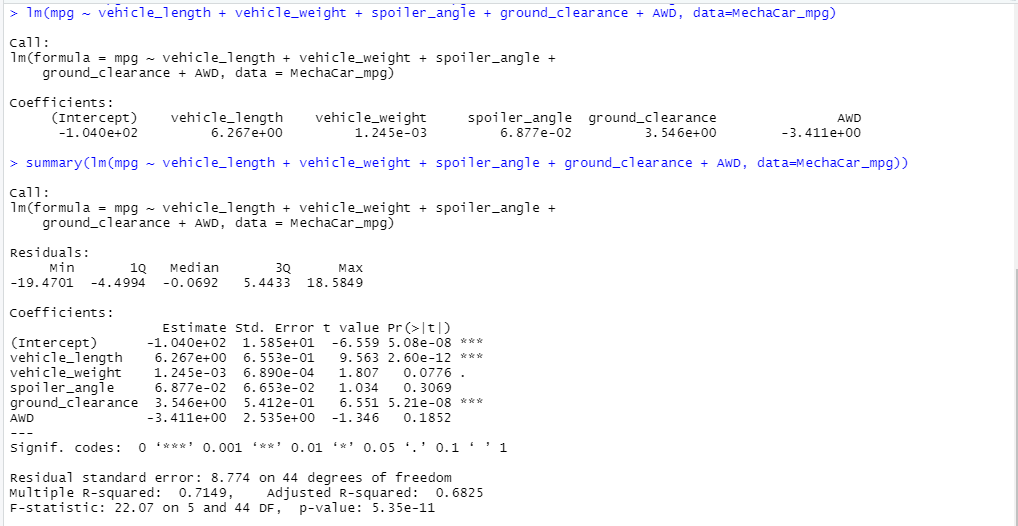 > lm(mpg ~ vehicle_length + vehicle_weight + spoiler_angle + ground_clearance + AWD, data=MechaCar_mpg)
Call:
lm(formula = mpg ~ vehicle_length + vehicle_weight + spoiler_angle +
    ground_clearance + AWD, data = MechaCar_mpg)
Coefficients:
     (Intercept)    vehicle_length    vehicle_weight     spoiler_angle  ground_clearance               AWD
      -1.040e+02         6.267e+00         1.245e-03         6.877e-02         3.546e+00        -3.411e+00
> summary(lm(mpg ~ vehicle_length + vehicle_weight + spoiler_angle + ground_clearance + AWD, data=MechaCar_mpg))
Call:
lm(formula = mpg ~ vehicle_length + vehicle_weight + spoiler_angle +
    ground_clearance + AWD, data = MechaCar_mpg)
Residuals:
     Min       1Q   Median       3Q      Max
-19.4701  -4.4994  -0.0692   5.4433  18.5849
Coefficients:
                   Estimate Std. Error t value Pr(>|t|)
(Intercept)      -1.040e+02  1.585e+01  -6.559 5.08e-08 ***
vehicle_length    6.267e+00  6.553e-01   9.563 2.60e-12 ***
vehicle_weight    1.245e-03  6.890e-04   1.807   0.0776 .
spoiler_angle     6.877e-02  6.653e-02   1.034   0.3069
ground_clearance  3.546e+00  5.412e-01   6.551 5.21e-08 ***
AWD              -3.411e+00  2.535e+00  -1.346   0.1852
---
Signif. codes:  0 ‘***’ 0.001 ‘**’ 0.01 ‘*’ 0.05 ‘.’ 0.1 ‘ ’ 1
Residual standard error: 8.774 on 44 degrees of freedom
Multiple R-squared:  0.7149,    Adjusted R-squared:  0.6825
F-statistic: 22.07 on 5 and 44 DF,  p-value: 5.35e-11